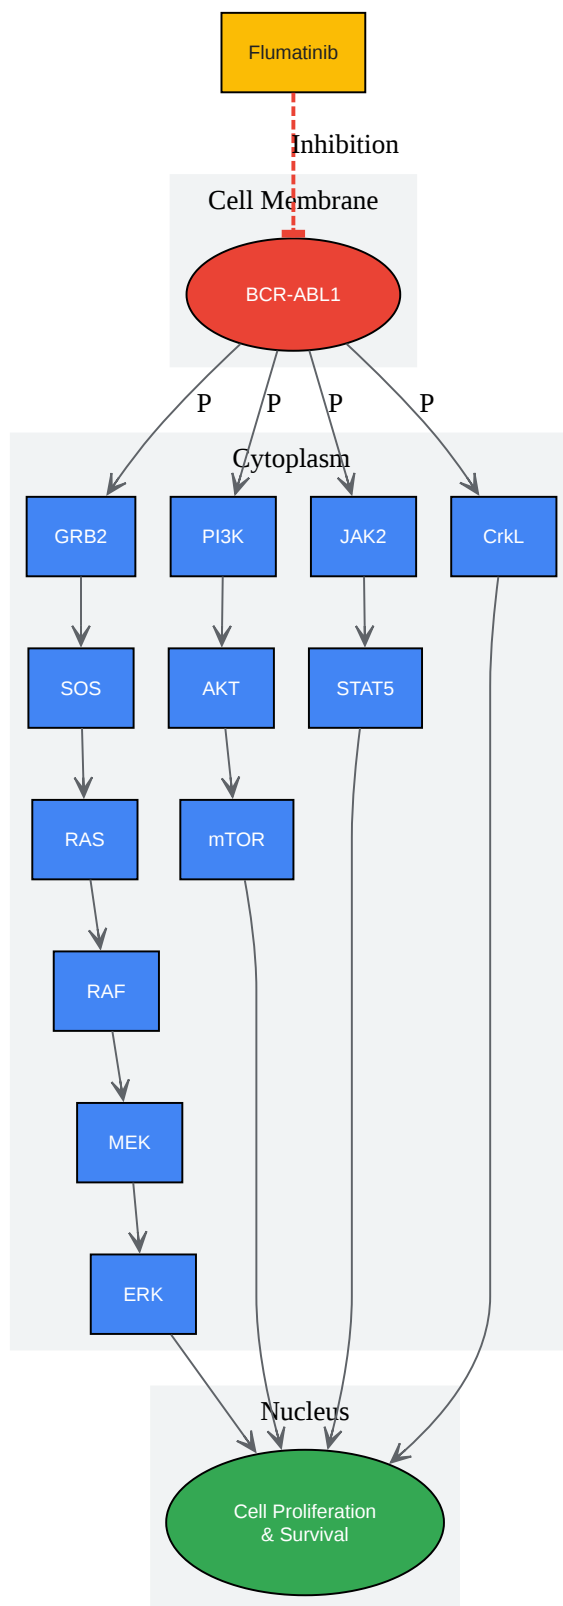 Flumatinib
Inhibition
Cell Membrane
BCR-ABL1
P P P P
Cytoplasm
GRB2 PI3K JAK2 CrkL
SOS AKT STAT5
RAS mTOR
RAF
MEK
ERK
Nucleus
Cell Proliferation
& Survival